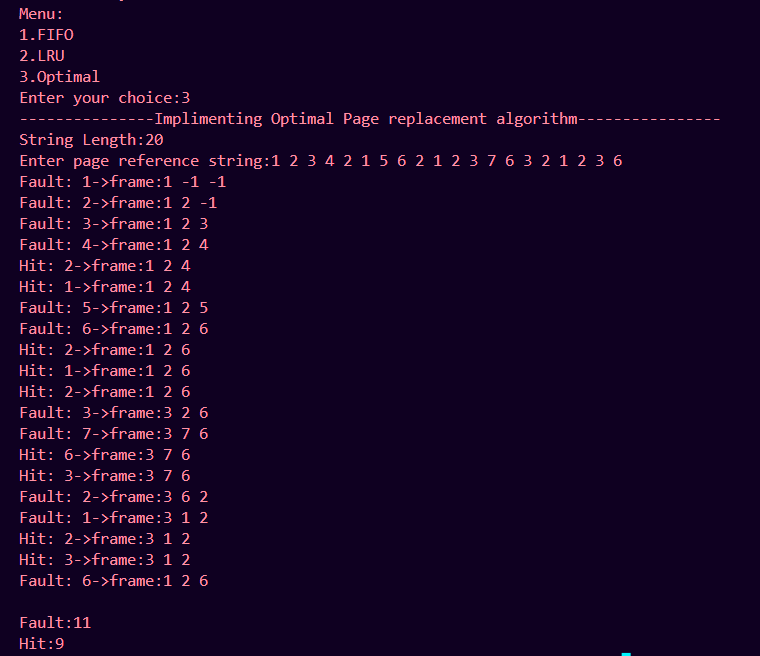 Menu:
1.FIFO
2.LRU
3.Optimal
Enter your choice:3
---------------Implimenting Optimal Page replacement algorithm----------------
String Length:20
Enter page reference string:1 2 3 4 2 1 5 6 2 1 2 3 7 6 3 2 1 2 3 6
Fault: 1->frame:1 -1 -1
Fault: 2->frame:1 2 -1
Fault: 3->frame:1 2 3
Fault: 4->frame:1 2 4
Hit: 2->frame:1 2 4
Hit: 1->frame:1 2 4
Fault: 5->frame:1 2 5
Fault: 6->frame:1 2 6
Hit: 2->frame:1 2 6
Hit: 1->frame:1 2 6
Hit: 2->frame:1 2 6
Fault: 3->frame:3 2 6
Fault: 7->frame:3 7 6
Hit: 6->frame:3 7 6
Hit: 3->frame:3 7 6
Fault: 2->frame:3 6 2
Fault: 1->frame:3 1 2
Hit: 2->frame:3 1 2
Hit: 3->frame:3 1 2
Fault: 6->frame:1 2 6
Fault:11
Hit:9